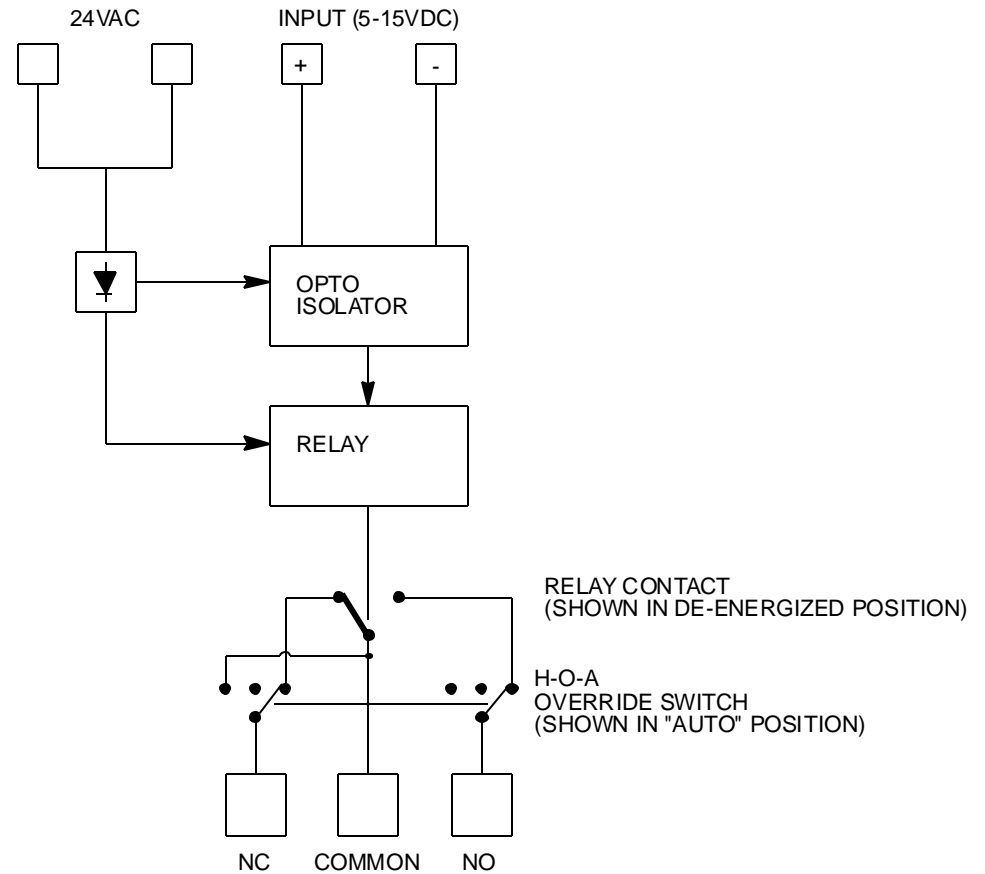 24VAC
INPUT (5-15VDC)
+
-
OPTO
ISOLATOR
RELAY
RELAY CONTACT
(SHOWN IN DE-ENERGIZED POSITION)
H-O-A
OVERRIDE SWITCH
(SHOWN IN "AUTO" POSITION)
NC
COMMON
NO